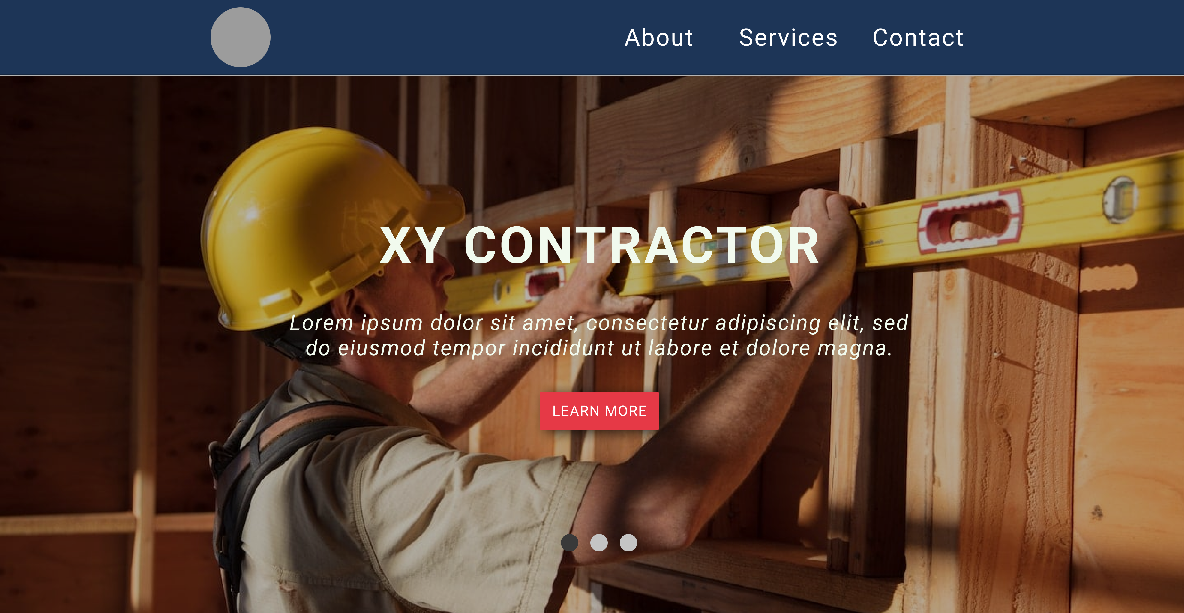 About Services Contact
XY CONTRACTOR
Lorem ipsum dolor sit amet, consectetur adipiscing elit, sed
do eiusmod tempor incididunt ut labore et dolore magna.
LEARN MORE